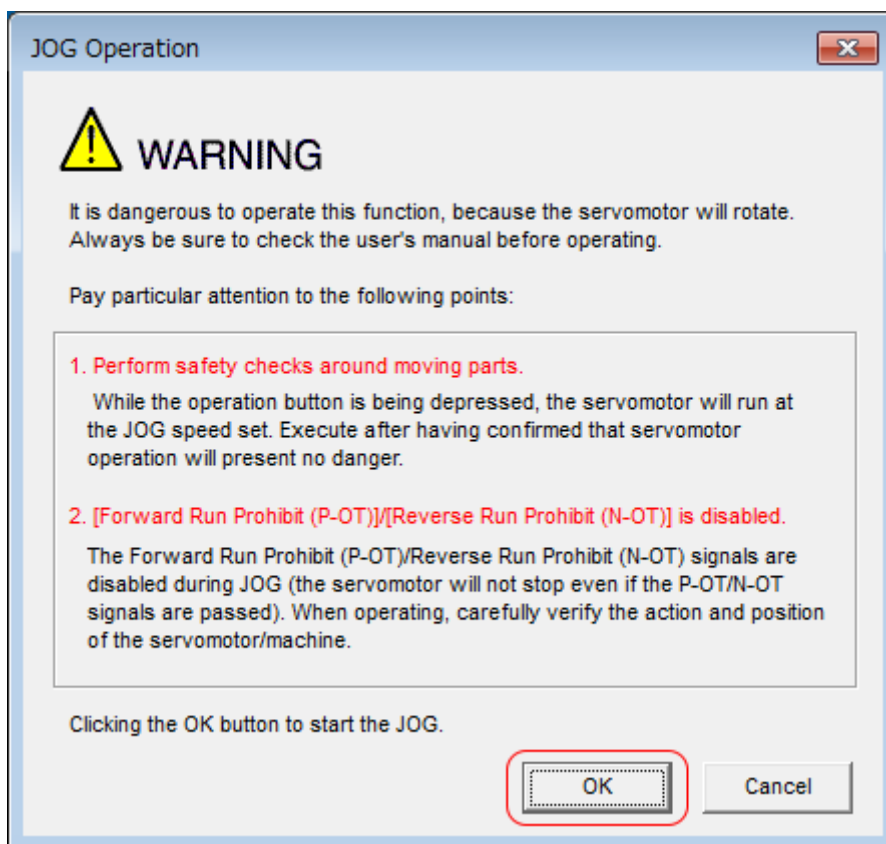 JOG Operation
WARNING
It is dangerous to operate this function, because the servomotor will rotate.
Always be sure to check the user's manual before operating.
Pay particular attention to the following points:
1. Perform safety checks around moving parts.
While the operation button is being depressed, the servomotor will run at
the JOG speed set. Execute after having confirmed that servomotor
operation will present no danger.
2. [Forward Run Prohibit (P-OT)]/[Reverse Run Prohibit (N-OT)] is disabled.
The Forward Run Prohibit (P-OT)/Reverse Run Prohibit (N-OT) signals are
disabled during JOG (the servomotor will not stop even if the P-OT/N-OT
signals are passed). When operating, carefully verify the action and position
of the servomotor/machine.
Clicking the OK button to start the JOG.
OK
Cancel